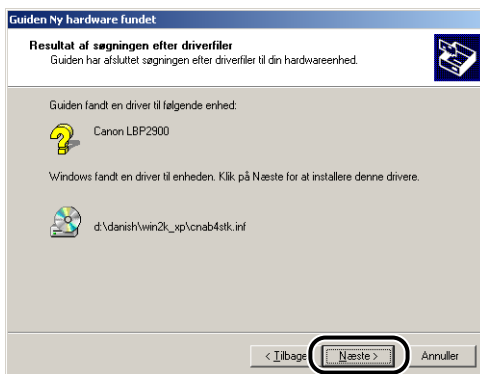 Guiden Ny hardware fundet
Resultat af søgningen efter driverfiler
Guiden har afsluttet søgningen efter driverfiler til din hardwareenhed.
Guiden fandt en driver til følgende enhed:
Canon LBP2900
Windows fandt en driver til enheden. Klik på Næste for at installere denne drivere.
d:\danish\win2k_xp\cnab4stk.inf
< Tilbage
Næste >
Annuller